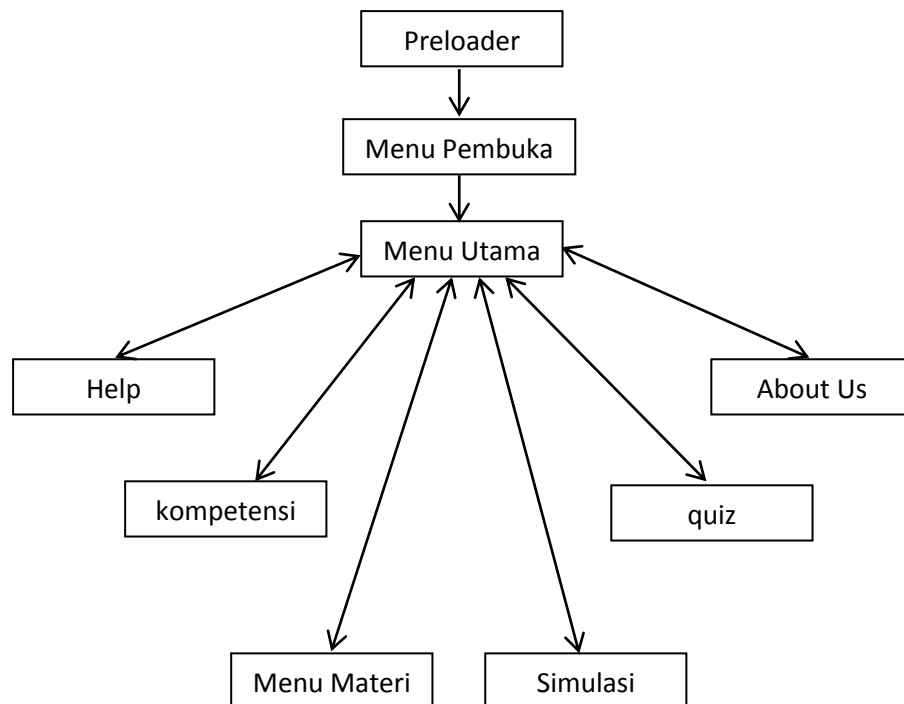 Preloader
Menu Pembuka
Menu Utama
Help
About Us
kompetensi
quiz
Menu Materi
Simulasi